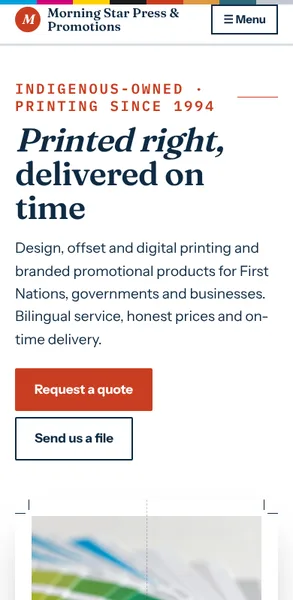 M
Morning Star Press &
Promotions
☰ Menu
INDIGENOUS-OWNED ·
PRINTING SINCE 1994
Printed right,
delivered on
time
Design, offset and digital printing and
branded promotional products for First
Nations, governments and businesses.
Bilingual service, honest prices and on-
time delivery.
Request a quote
Send us a file